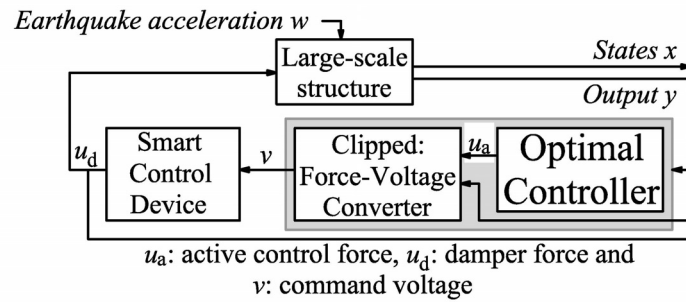 Earthquake acceleration w
Large-scale
structure
States x
Output y
u_d
Smart
Control
Device
v
Clipped:
Force-Voltage
Converter
u_a
Optimal
Controller
u_a: active control force, u_d: damper force and
v: command voltage